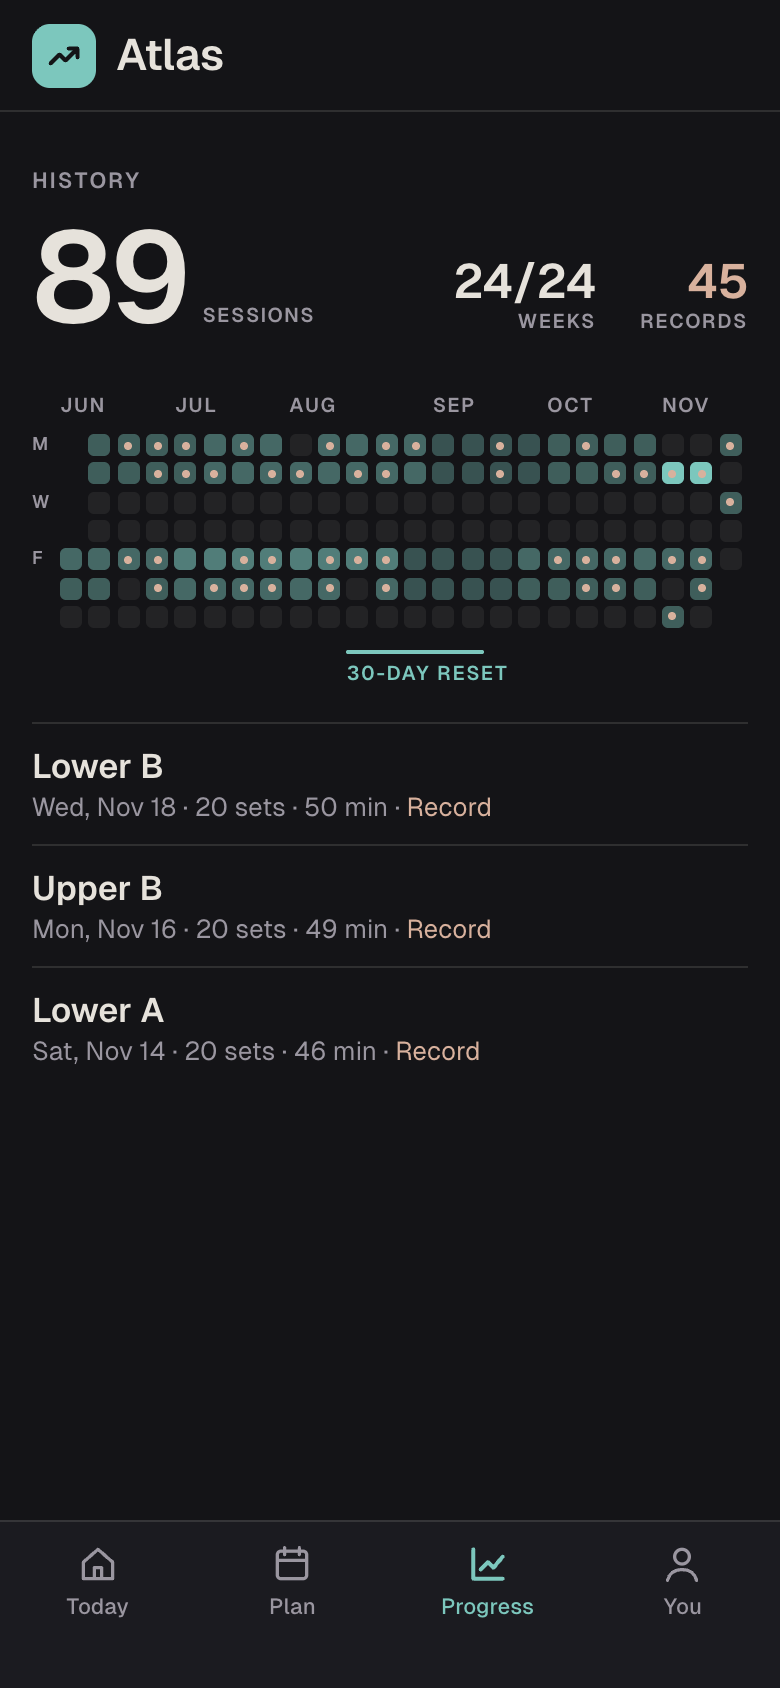 Atlas
HISTORY
89 SESSIONS
24/24 WEEKS
45 RECORDS
JUN JUL AUG SEP OCT NOV
M
W
F
30-DAY RESET
Lower B
Wed, Nov 18 · 20 sets · 50 min · Record
Upper B
Mon, Nov 16 · 20 sets · 49 min · Record
Lower A
Sat, Nov 14 · 20 sets · 46 min · Record
Today Plan Progress You